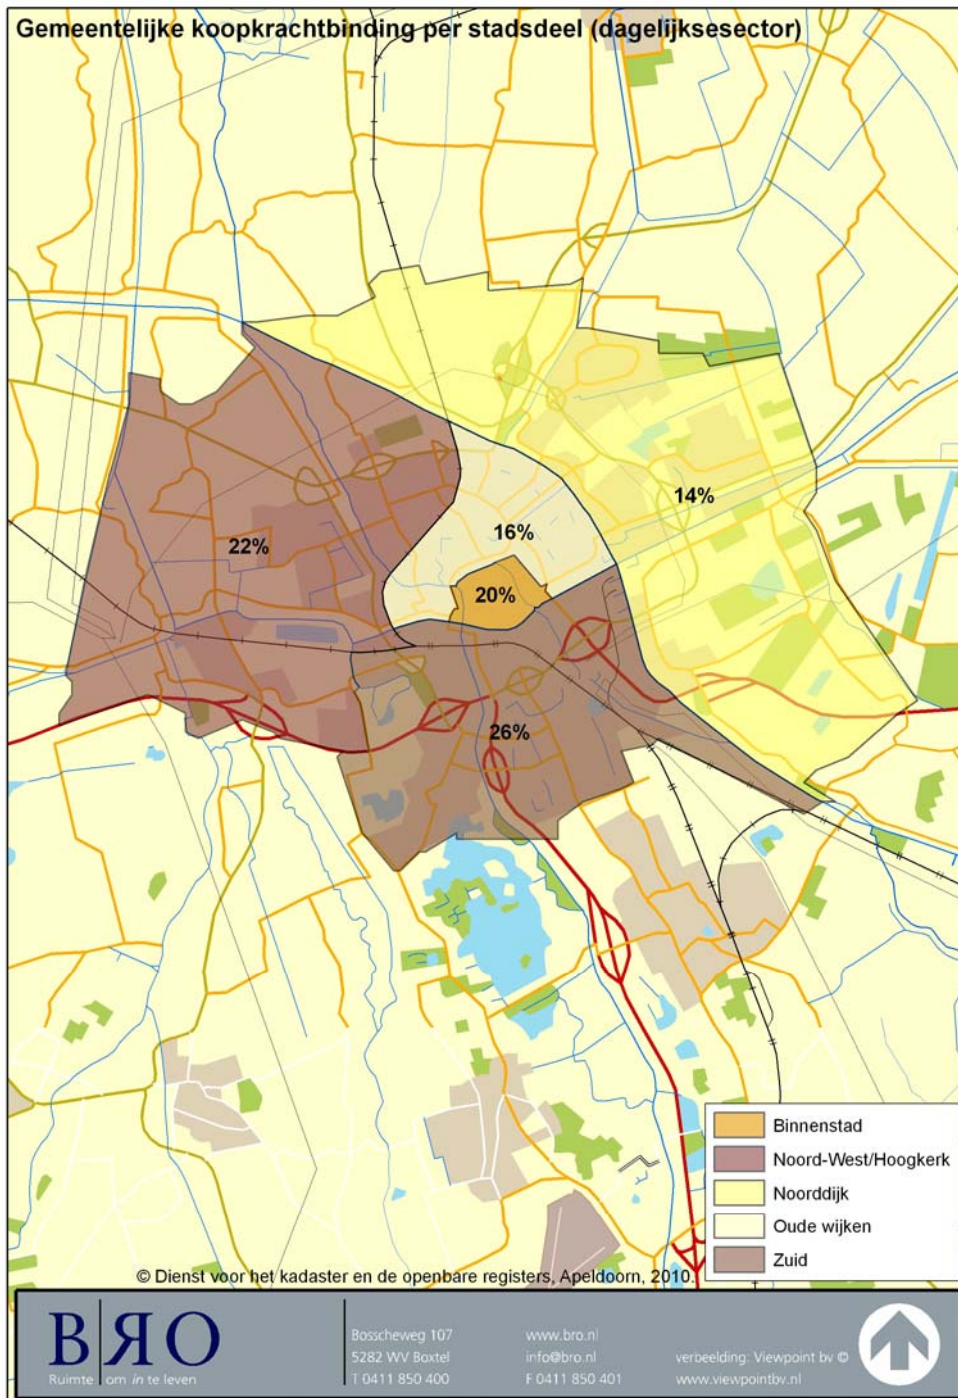 Gemeentelijke koopkrachtbinding per stadsdeel (dagelijksesector)
14%
16%
22%
20%
26%
Binnenstad
Noord-West/Hoogkerk
Noorddijk
Oude wijken
Zuid
© Dienst voor het kadaster en de openbare registers, Apeldoorn, 2010.
BRO
Ruimte om in te leven
Bosscheweg 107
5282 WV Boxtel
T 0411 850 400
www.bro.nl
info@bro.nl
F 0411 850 401
verbeelding: Viewpoint bv ©
www.viewpointbv.nl